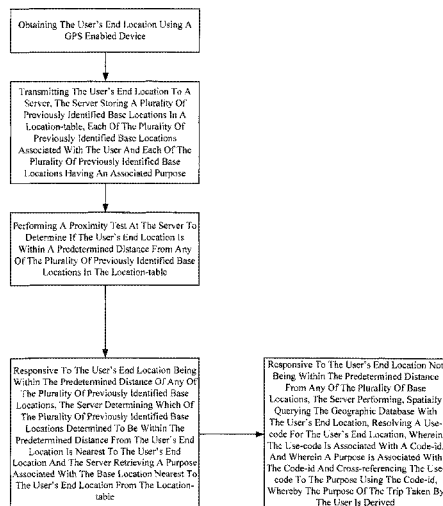 Obtaining The User's End Location Using A
GPS Enabled Device
Transmitting The User's End Location To A
Server, The Server Storing A Plurality Of
Previously Identified Base Locations In A
Location-table, Each Of The Plurality Of
Previously Identified Base Locations
Associated With The User And Each Of The
Plurality Of Previously Identified Base
Locations Having An Associated Purpose
Performing A Proximity Test At The Server To
Determine If The User's End Location Is
Within A Predetermined Distance From Any
Of The Plurality Of Previously Identified Base
Locations In The Location-table
Responsive To The User's End Location Being
Within The Predetermined Distance Of Any Of
The Plurality Of Previously Identified Base
Locations, The Server Determining Which Of
The Plurality Of Previously Identified Base
Locations Determined To Be Within The
Predetermined Distance From The User's End
Location Is Nearest To The User's End
Location And The Server Retrieving A Purpose
Associated With The Base Location Nearest To
The User's End Location From The Location-
table
Responsive To The User's End Location Not
Being Within The Predetermined Distance
From Any Of The Plurality Of Base
Locations, The Server Performing, Spatially
Querying The Geographic Database With
The User's End Location, Resolving A Use-
code For The User's End Location, Wherein
The Use-code Is Associated With A Code-id,
And Wherein A Purpose is Associated With
The Code-id And Cross-referencing The Use-
code To The Purpose Using The Code-id,
Whereby The Purpose Of The Trip Taken By
The User Is Derived